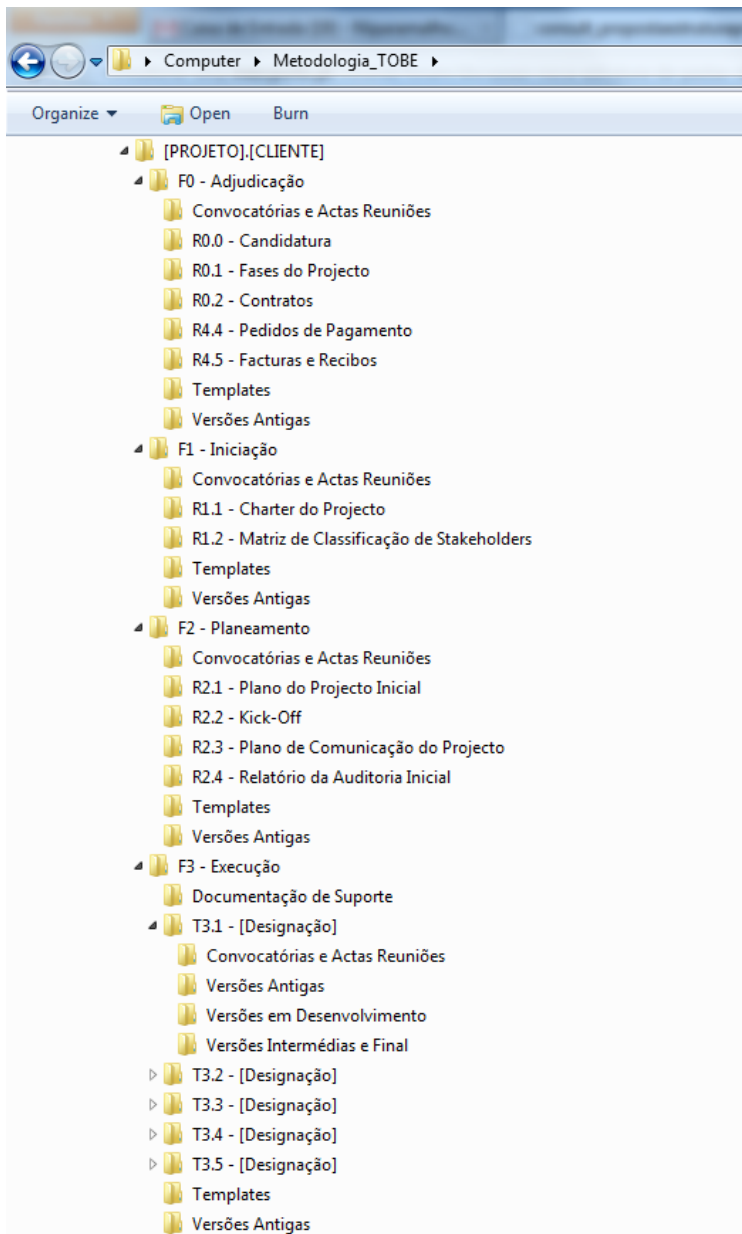 Computer Metodologia_TOBE
Organize Open Burn
[PROJETO].[CLIENTE]
F0 - Adjudicação
Convocatórias e Actas Reuniões
R0.0 - Candidatura
R0.1 - Fases do Projecto
R0.2 - Contratos
R4.4 - Pedidos de Pagamento
R4.5 - Facturas e Recibos
Templates
Versões Antigas
F1 - Iniciação
Convocatórias e Actas Reuniões
R1.1 - Charter do Projecto
R1.2 - Matriz de Classificação de Stakeholders
Templates
Versões Antigas
F2 - Planeamento
Convocatórias e Actas Reuniões
R2.1 - Plano do Projecto Inicial
R2.2 - Kick-Off
R2.3 - Plano de Comunicação do Projecto
R2.4 - Relatório da Auditoria Inicial
Templates
Versões Antigas
F3 - Execução
Documentação de Suporte
T3.1 - [Designação]
Convocatórias e Actas Reuniões
Versões Antigas
Versões em Desenvolvimento
Versões Intermédias e Final
T3.2 - [Designação]
T3.3 - [Designação]
T3.4 - [Designação]
T3.5 - [Designação]
Templates
Versões Antigas